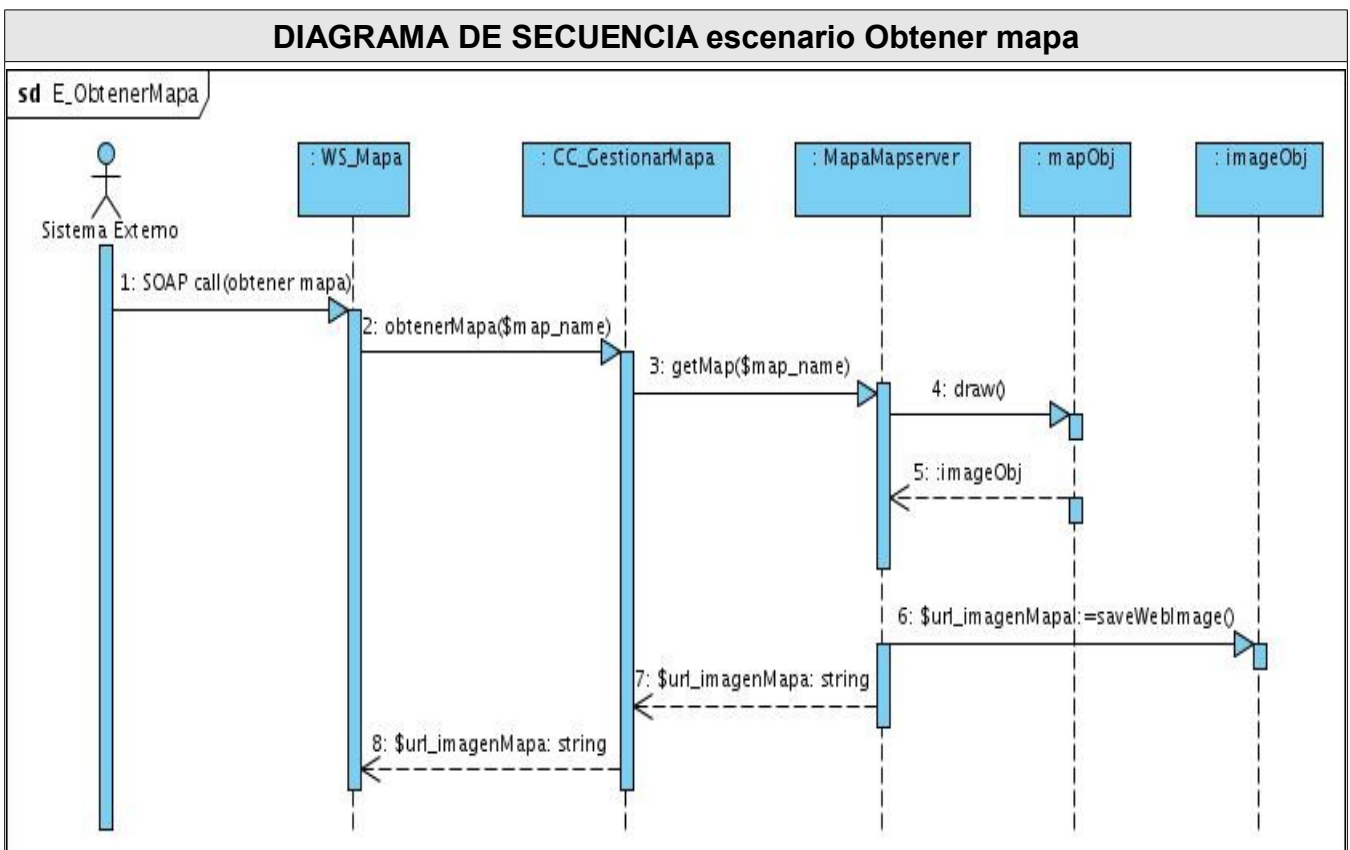 DIAGRAMA DE SECUENCIA escenario Obtener mapa
sd E_ObtenerMapa
: WS_Mapa
: CC_GestionarMapa
: MapaMapserver
: mapObj
: imageObj
Sistema Externo
1: SOAP call(obtener mapa)
2: obtenerMapa($map_name)
3: getMap($map_name)
4: draw()
5: :imageObj
6: $url_imagenMapa:=saveWebImage()
7: $url_imagenMapa: string
8: $url_imagenMapa: string